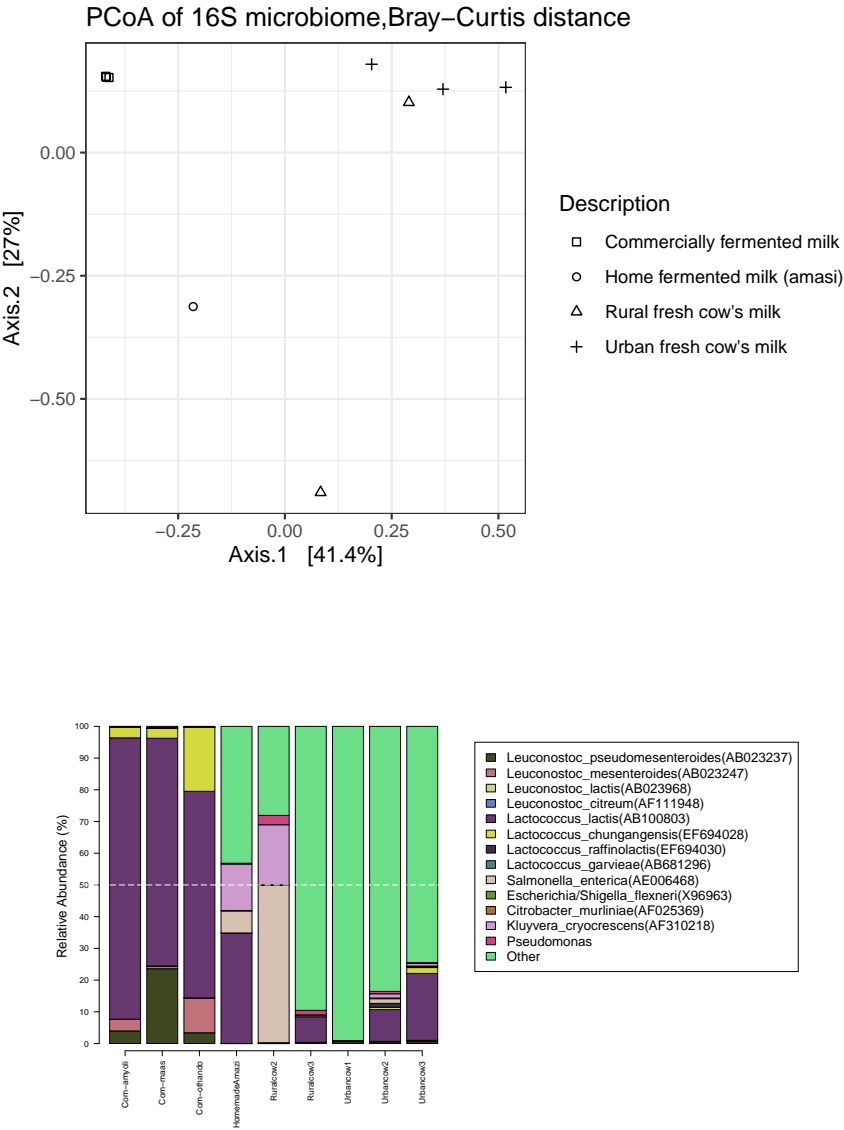 PCoA of 16S microbiome,Bray−Curtis distance
0.00
−0.25
−0.50
Axis.2 [27%]
−0.25 0.00 0.25 0.50
Axis.1 [41.4%]
Description
Commercially fermented milk
Home fermented milk (amasi)
Rural fresh cow's milk
Urban fresh cow's milk
Relative Abundance (%)
100
90
80
70
60
50
40
30
20
10
0
Com−amyoli
Com−maas
Com−othando
HomemadeAmazi
Ruralcow2
Ruralcow3
Urbancow1
Urbancow2
Urbancow3
Leuconostoc_pseudomesenteroides(AB023237)
Leuconostoc_mesenteroides(AB023247)
Leuconostoc_lactis(AB023968)
Leuconostoc_citreum(AF111948)
Lactococcus_lactis(AB100803)
Lactococcus_chungangensis(EF694028)
Lactococcus_raffinolactis(EF694030)
Lactococcus_garvieae(AB681296)
Salmonella_enterica(AE006468)
Escherichia/Shigella_flexneri(X96963)
Citrobacter_murliniae(AF025369)
Kluyvera_cryocrescens(AF310218)
Pseudomonas
Other